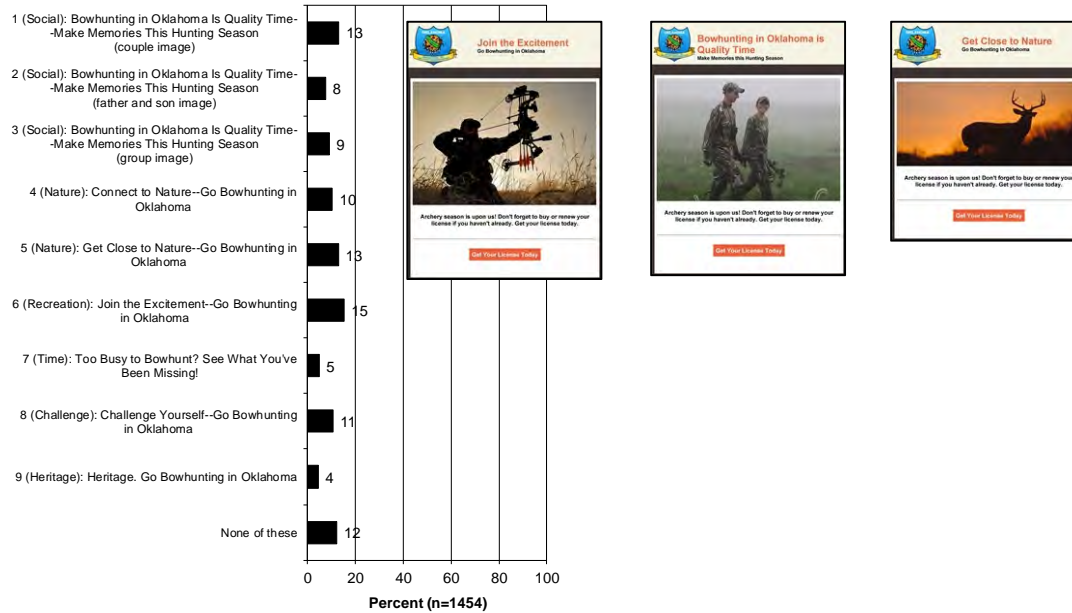 1 (Social): Bowhunting in Oklahoma Is Quality Time-
-Make Memories This Hunting Season
(couple image)
13
2 (Social): Bowhunting in Oklahoma Is Quality Time-
-Make Memories This Hunting Season
(father and son image)
8
3 (Social): Bowhunting in Oklahoma Is Quality Time-
-Make Memories This Hunting Season
(group image)
9
4 (Nature): Connect to Nature--Go Bowhunting in
Oklahoma
10
5 (Nature): Get Close to Nature--Go Bowhunting in
Oklahoma
13
6 (Recreation): Join the Excitement--Go Bowhunting
in Oklahoma
15
7 (Time): Too Busy to Bowhunt? See What You've
Been Missing!
5
8 (Challenge): Challenge Yourself--Go Bowhunting
in Oklahoma
11
9 (Heritage): Heritage. Go Bowhunting in Oklahoma
4
None of these
12
0 20 40 60 80 100
Percent (n=1454)
Join the Excitement
Go Bowhunting in Oklahoma
Archery season is upon us! Don't forget to buy or renew your
license if you haven't already. Get your license today.
Get Your License Today
Bowhunting in Oklahoma is
Quality Time
Make Memories this Hunting Season
Archery season is upon us! Don't forget to buy or renew your
license if you haven't already. Get your license today.
Get Your License Today
Get Close to Nature
Go Bowhunting in Oklahoma
Archery season is upon us! Don't forget to buy or renew your
license if you haven't already. Get your license today.
Get Your License Today